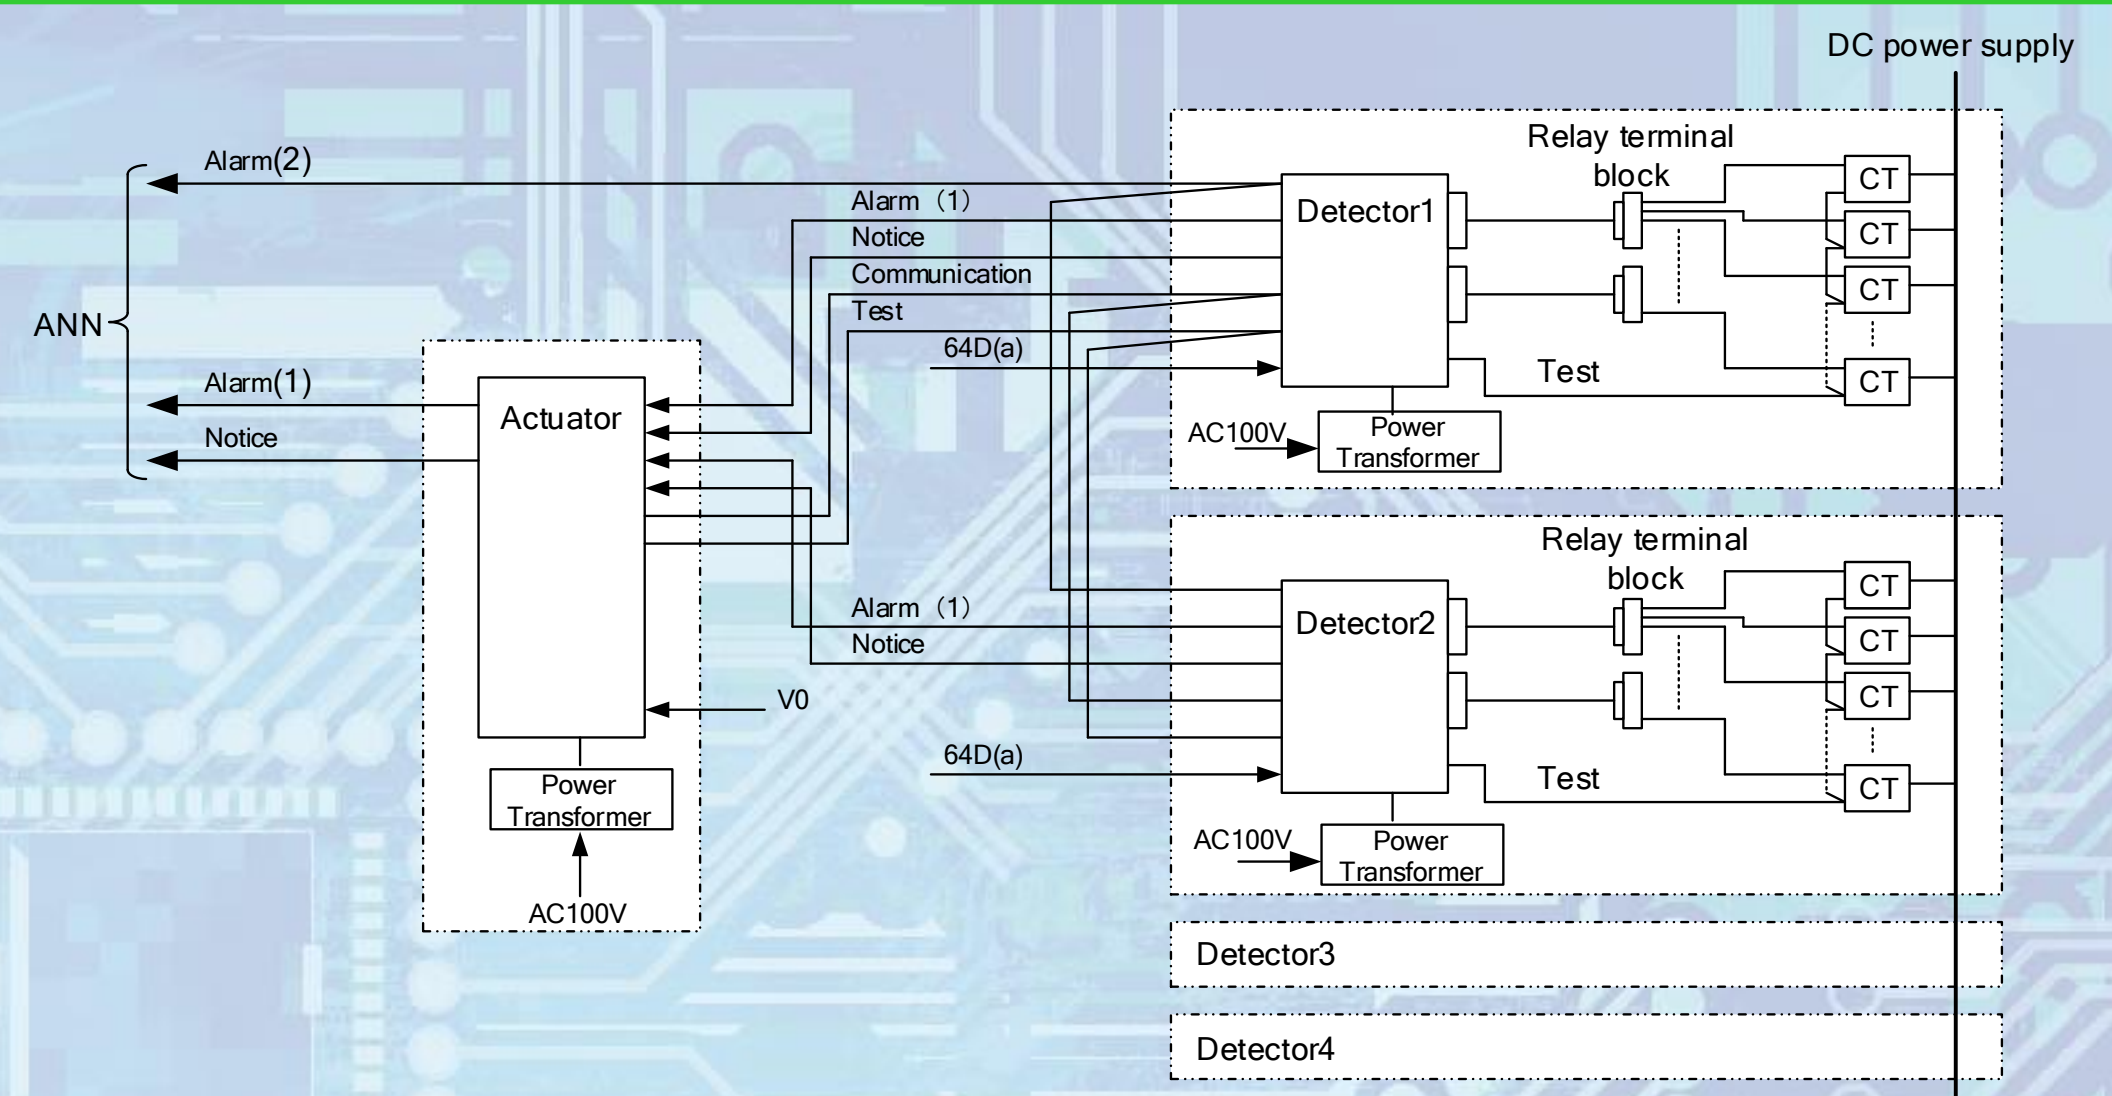 DC power supply
Alarm(2)
ANN
Alarm(1)
Notice
Actuator
Power
Transformer
AC100V
V0
Alarm（1）
Notice
Communication
Test
64D(a)
Relay terminal
block
Detector1
CT
CT
CT
CT
Test
AC100V
Power
Transformer
Alarm（1）
Notice
64D(a)
Relay terminal
block
Detector2
CT
CT
CT
CT
Test
AC100V
Power
Transformer
Detector3
Detector4